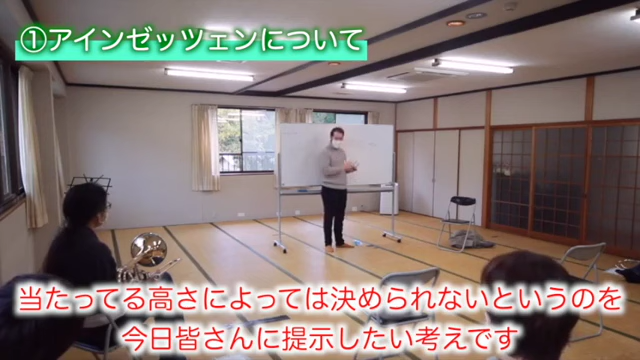 ①アインゼッツェンについて
当たってる高さによっては決められないというのを
今日皆さんに提示したい考えです